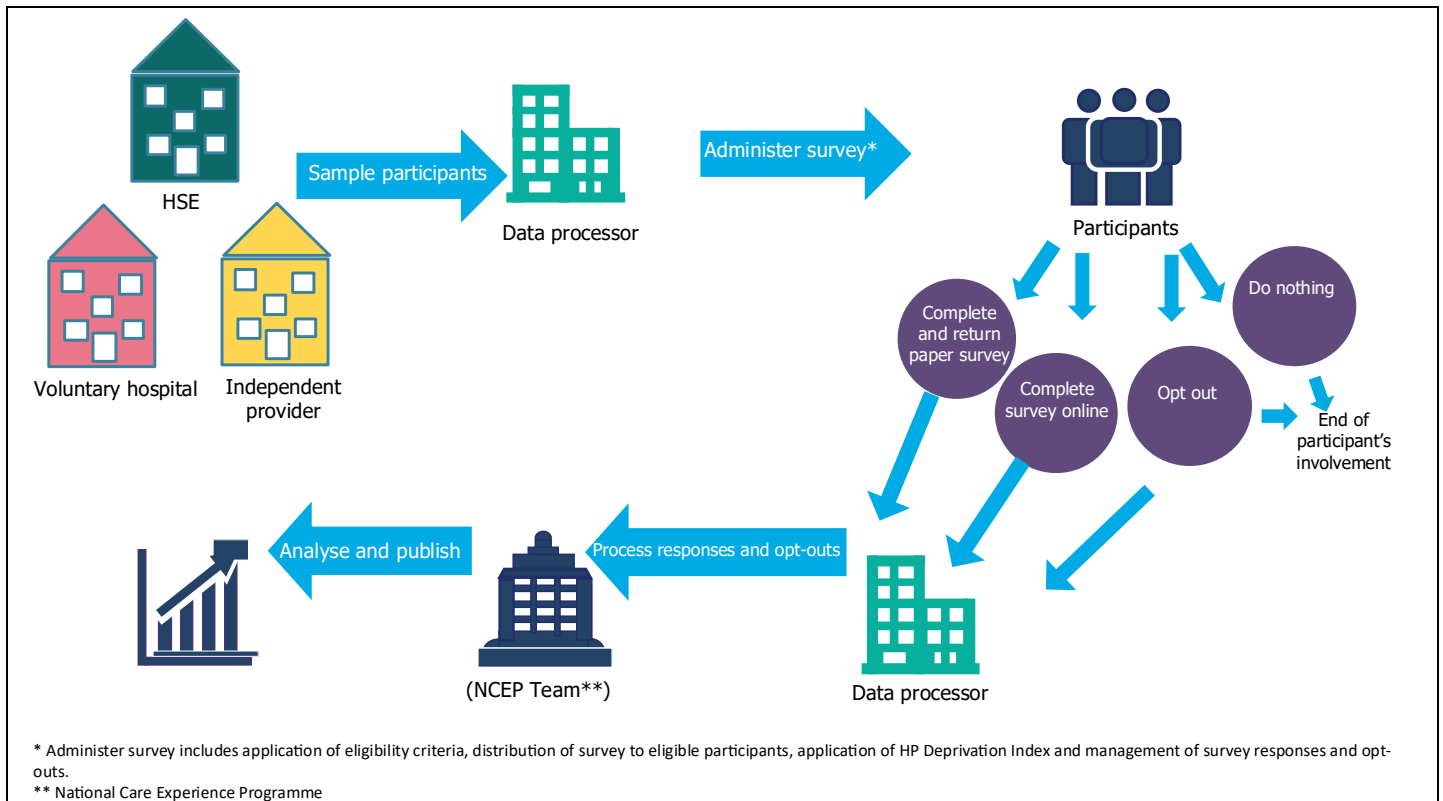 HSE
Voluntary hospital
Independent
provider
Sample participants
Data processor
Administer survey*
Participants
Complete
and return
paper survey
Complete
survey online
Opt out
Do nothing
End of
participant’s
involvement
Data processor
Process responses and opt-outs
(NCEP Team**)
Analyse and publish
* Administer survey includes application of eligibility criteria, distribution of survey to eligible participants, application of HP Deprivation Index and management of survey responses and opt-
outs.
** National Care Experience Programme